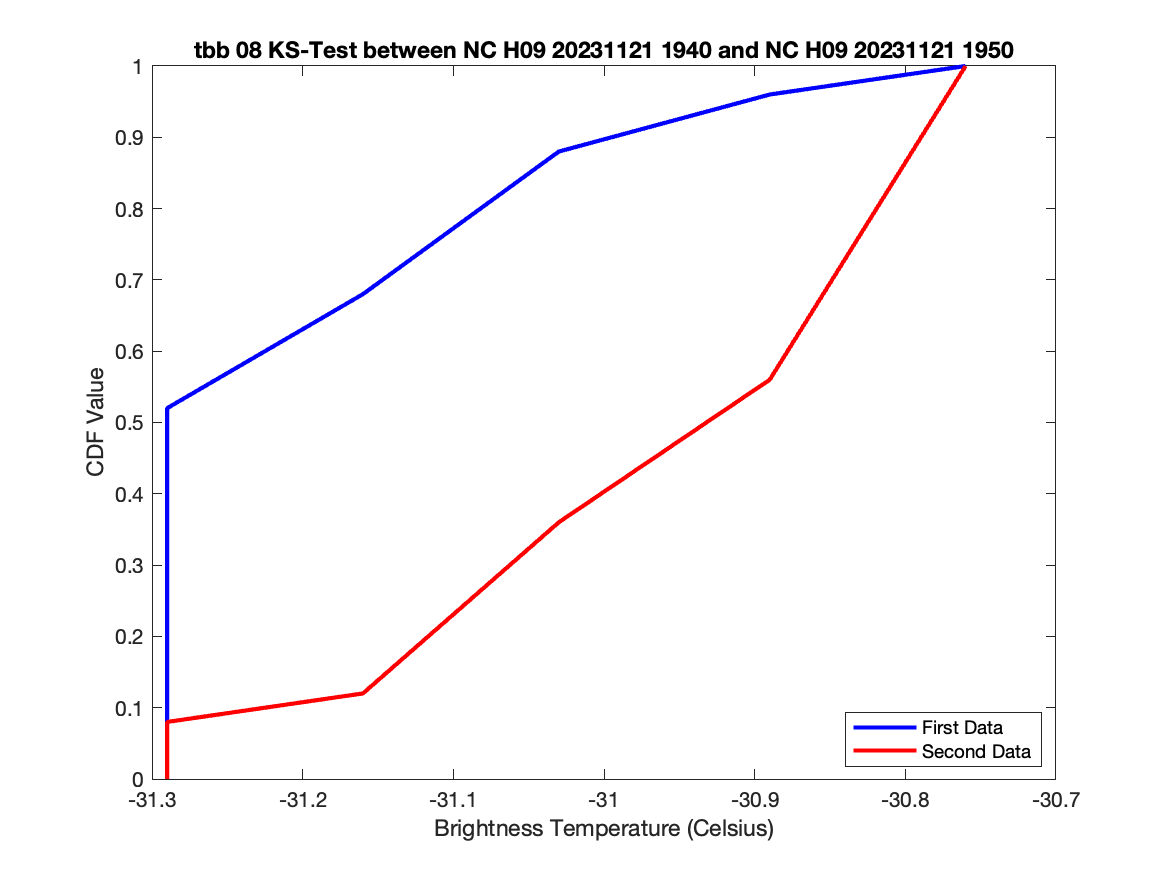 tbb 08 KS-Test between NC H09 20231121 1940 and NC H09 20231121 1950
1
0.9
0.8
0.7
0.6
0.5
0.4
0.3
0.2
0.1
0
CDF Value
First Data
Second Data
-31.3 -31.2 -31.1 -31 -30.9 -30.8 -30.7
Brightness Temperature (Celsius)